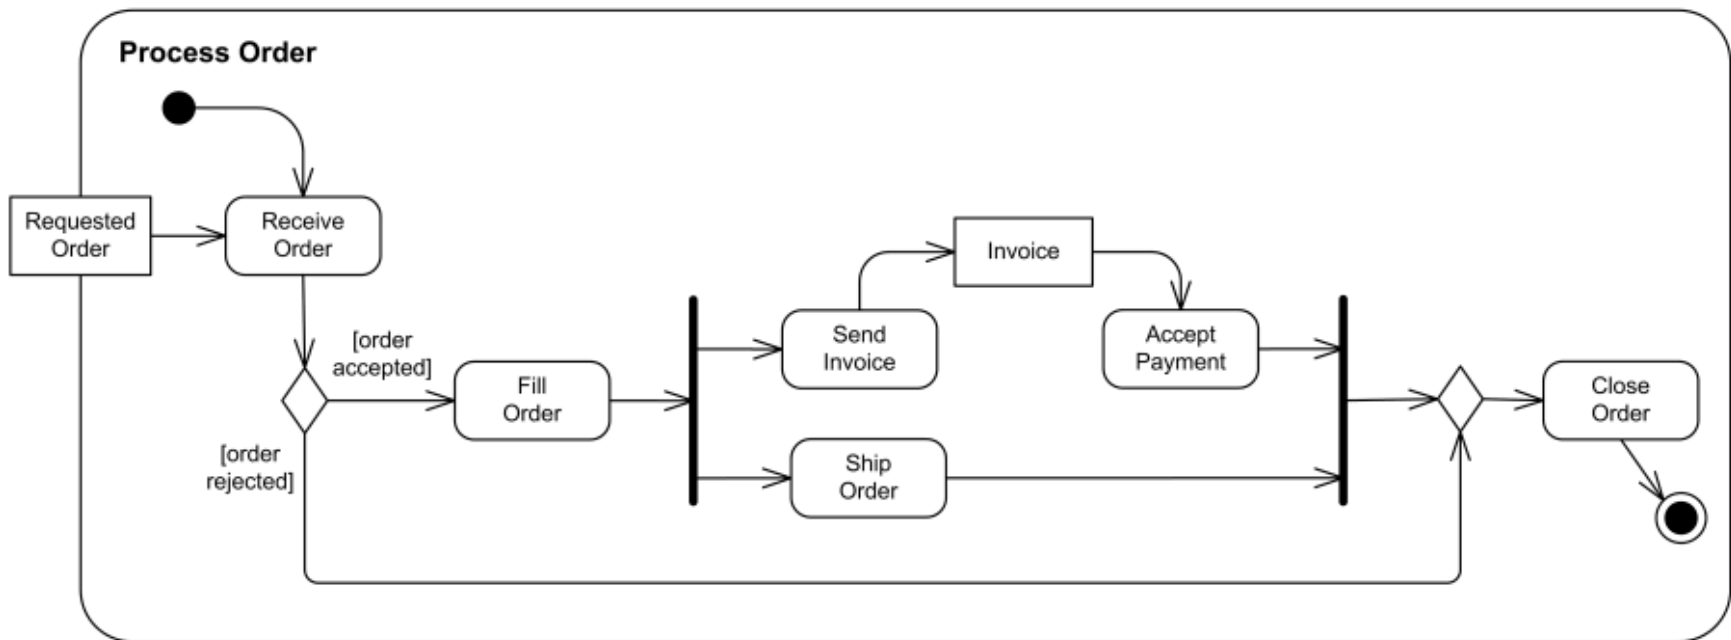 Process Order
Requested
Order
Receive
Order
[order
accepted]
[order
rejected]
Fill
Order
Send
Invoice
Invoice
Accept
Payment
Ship
Order
Close
Order